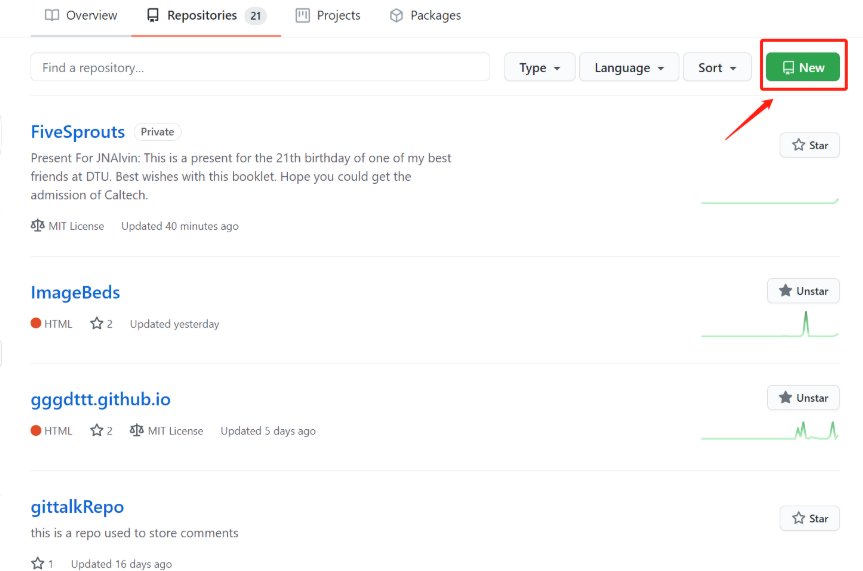 Overview Repositories 21 Projects Packages
Find a repository... Type Language Sort New
FiveSprouts Private
Star
Present For JNAlvin: This is a present for the 21th birthday of one of my best
friends at DTU. Best wishes with this booklet. Hope you could get the
admission of Caltech.
MIT License Updated 40 minutes ago
ImageBeds
Unstar
HTML 2 Updated yesterday
gggdttt.github.io
Unstar
HTML 2 MIT License Updated 5 days ago
gittalkRepo
Star
this is a repo used to store comments
1 Updated 16 days ago